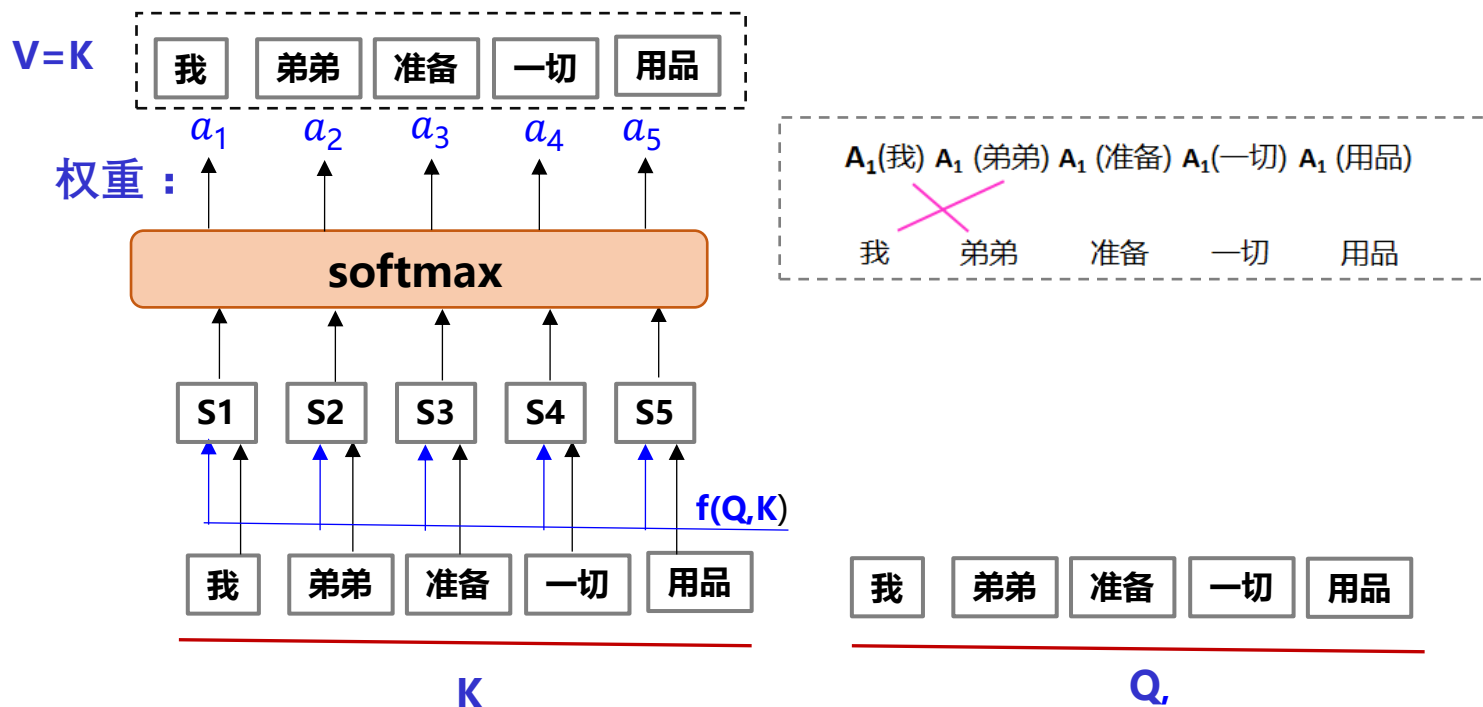 V=K
我 弟弟 准备 一切 用品
a1 a2 a3 a4 a5
权重：
A1(我) A1 (弟弟) A1 (准备) A1(一切) A1 (用品)
我 弟弟 准备 一切 用品
softmax
S1 S2 S3 S4 S5
f(Q,K)
我 弟弟 准备 一切 用品
我 弟弟 准备 一切 用品
K
Q,